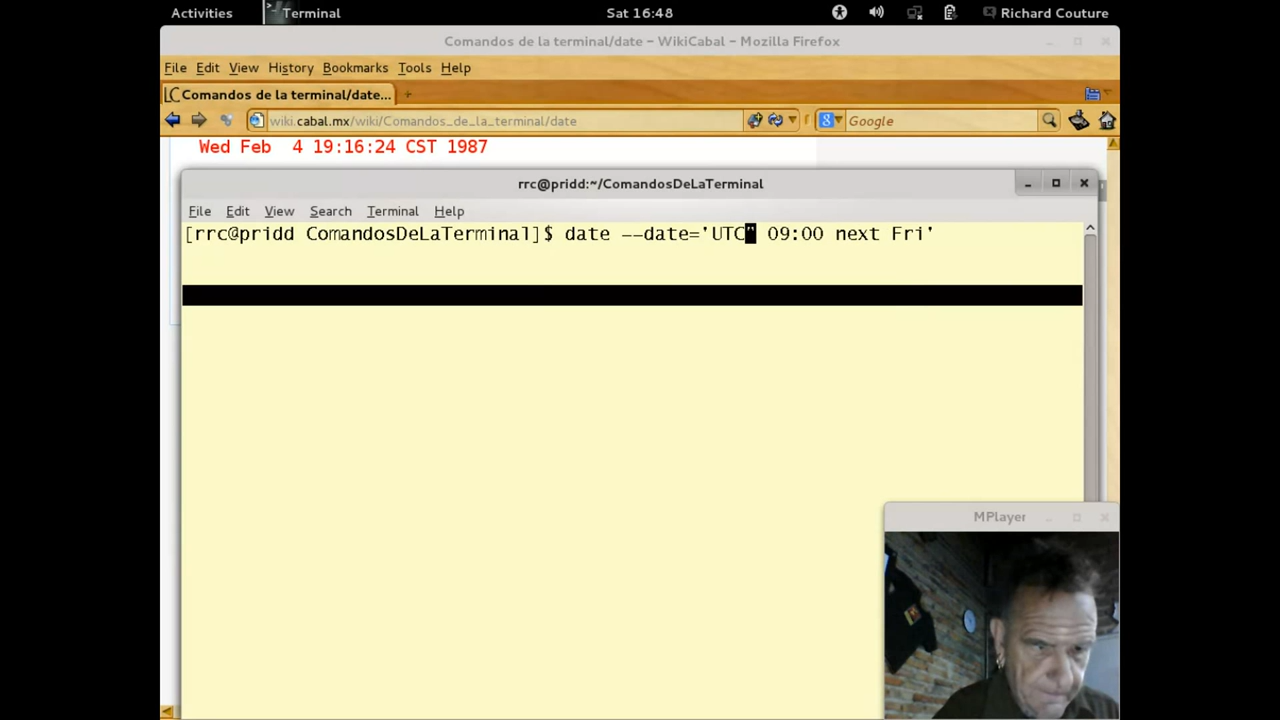 Activities Terminal Sat 16:48 Richard Couture
Comandos de la terminal/date – WikiCabal – Mozilla Firefox
File Edit View History Bookmarks Tools Help
Comandos de la terminal/date...
wiki.cabal.mx/wiki/Comandos_de_la_terminal/date Google
Wed Feb 4 19:16:24 CST 1987
rrc@pridd:~/ComandosDeLaTerminal
File Edit View Search Terminal Help
[rrc@pridd ComandosDeLaTerminal]$ date --date='UTC" 09:00 next Fri'
MPlayer